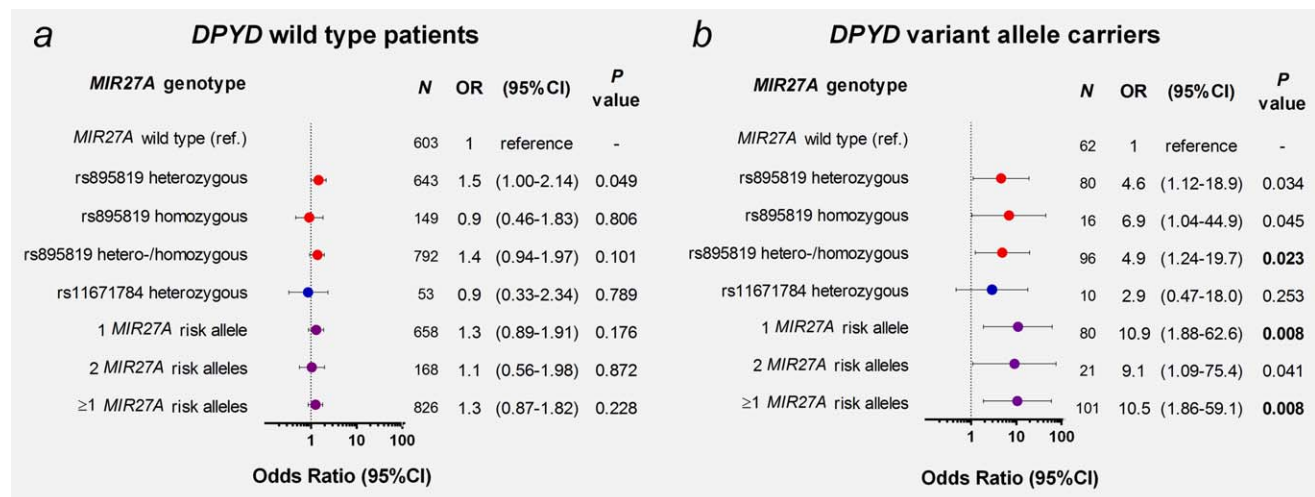 a DPYD wild type patients
MIR27A genotype N OR (95%CI) P value
MIR27A wild type (ref.) 603 1 reference -
rs895819 heterozygous 643 1.5 (1.00-2.14) 0.049
rs895819 homozygous 149 0.9 (0.46-1.83) 0.806
rs895819 hetero-/homozygous 792 1.4 (0.94-1.97) 0.101
rs11671784 heterozygous 53 0.9 (0.33-2.34) 0.789
1 MIR27A risk allele 658 1.3 (0.89-1.91) 0.176
2 MIR27A risk alleles 168 1.1 (0.56-1.98) 0.872
≥1 MIR27A risk alleles 826 1.3 (0.87-1.82) 0.228
1 10 100
Odds Ratio (95%CI)
b DPYD variant allele carriers
MIR27A genotype N OR (95%CI) P value
MIR27A wild type (ref.) 62 1 reference -
rs895819 heterozygous 80 4.6 (1.12-18.9) 0.034
rs895819 homozygous 16 6.9 (1.04-44.9) 0.045
rs895819 hetero-/homozygous 96 4.9 (1.24-19.7) 0.023
rs11671784 heterozygous 10 2.9 (0.47-18.0) 0.253
1 MIR27A risk allele 80 10.9 (1.88-62.6) 0.008
2 MIR27A risk alleles 21 9.1 (1.09-75.4) 0.041
≥1 MIR27A risk alleles 101 10.5 (1.86-59.1) 0.008
1 10 100
Odds Ratio (95%CI)